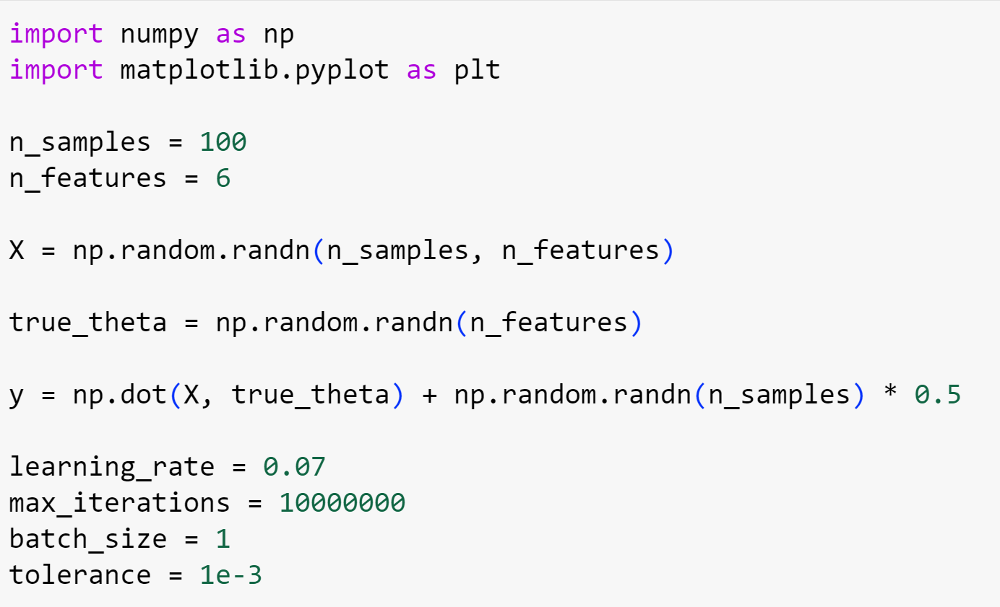 import numpy as np
import matplotlib.pyplot as plt
n_samples = 100
n_features = 6
X = np.random.randn(n_samples, n_features)
true_theta = np.random.randn(n_features)
y = np.dot(X, true_theta) + np.random.randn(n_samples) * 0.5
learning_rate = 0.07
max_iterations = 10000000
batch_size = 1
tolerance = 1e-3